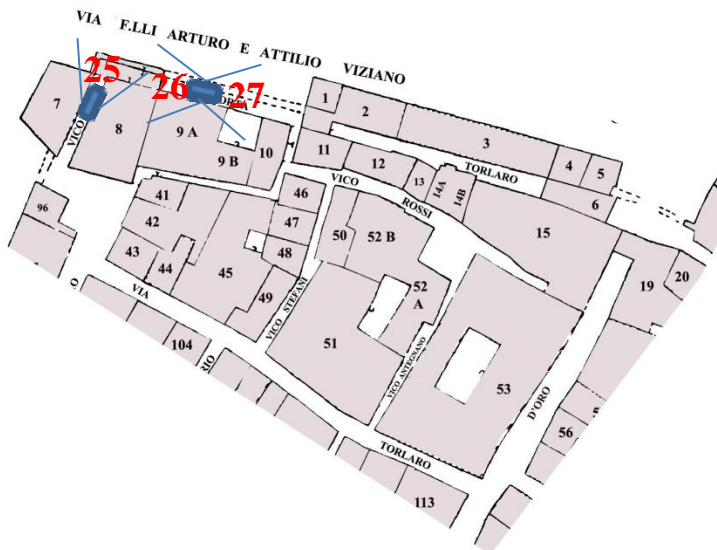 VIA F.LLI ARTURO E ATTILIO VIZIANO
25
26
27
7
VICO
8
9 A
9 B
10
1
2
3
4
5
6
TORLARO
11
12
13
14A
14B
15
VICO
ROSSI
96
41
42
43
44
45
46
47
48
49
50
52 B
52
A
51
53
19
20
VIA
VICO STEFANI
VICO ANTEGNANO
D'ORO
104
TORLARO
56
113